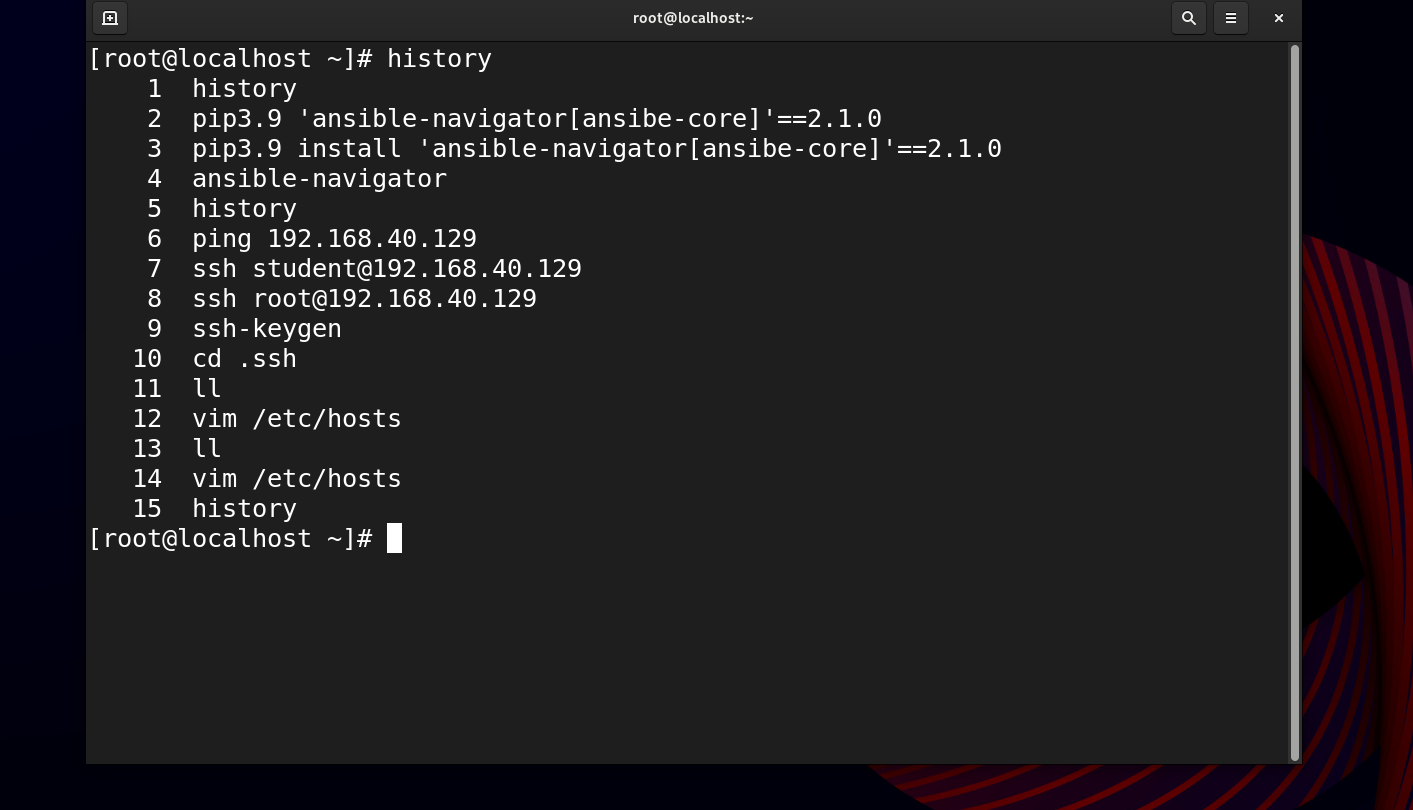 root@localhost:~
[root@localhost ~]# history
    1  history
    2  pip3.9 'ansible-navigator[ansibe-core]'==2.1.0
    3  pip3.9 install 'ansible-navigator[ansibe-core]'==2.1.0
    4  ansible-navigator
    5  history
    6  ping 192.168.40.129
    7  ssh student@192.168.40.129
    8  ssh root@192.168.40.129
    9  ssh-keygen
   10  cd .ssh
   11  ll
   12  vim /etc/hosts
   13  ll
   14  vim /etc/hosts
   15  history
[root@localhost ~]#